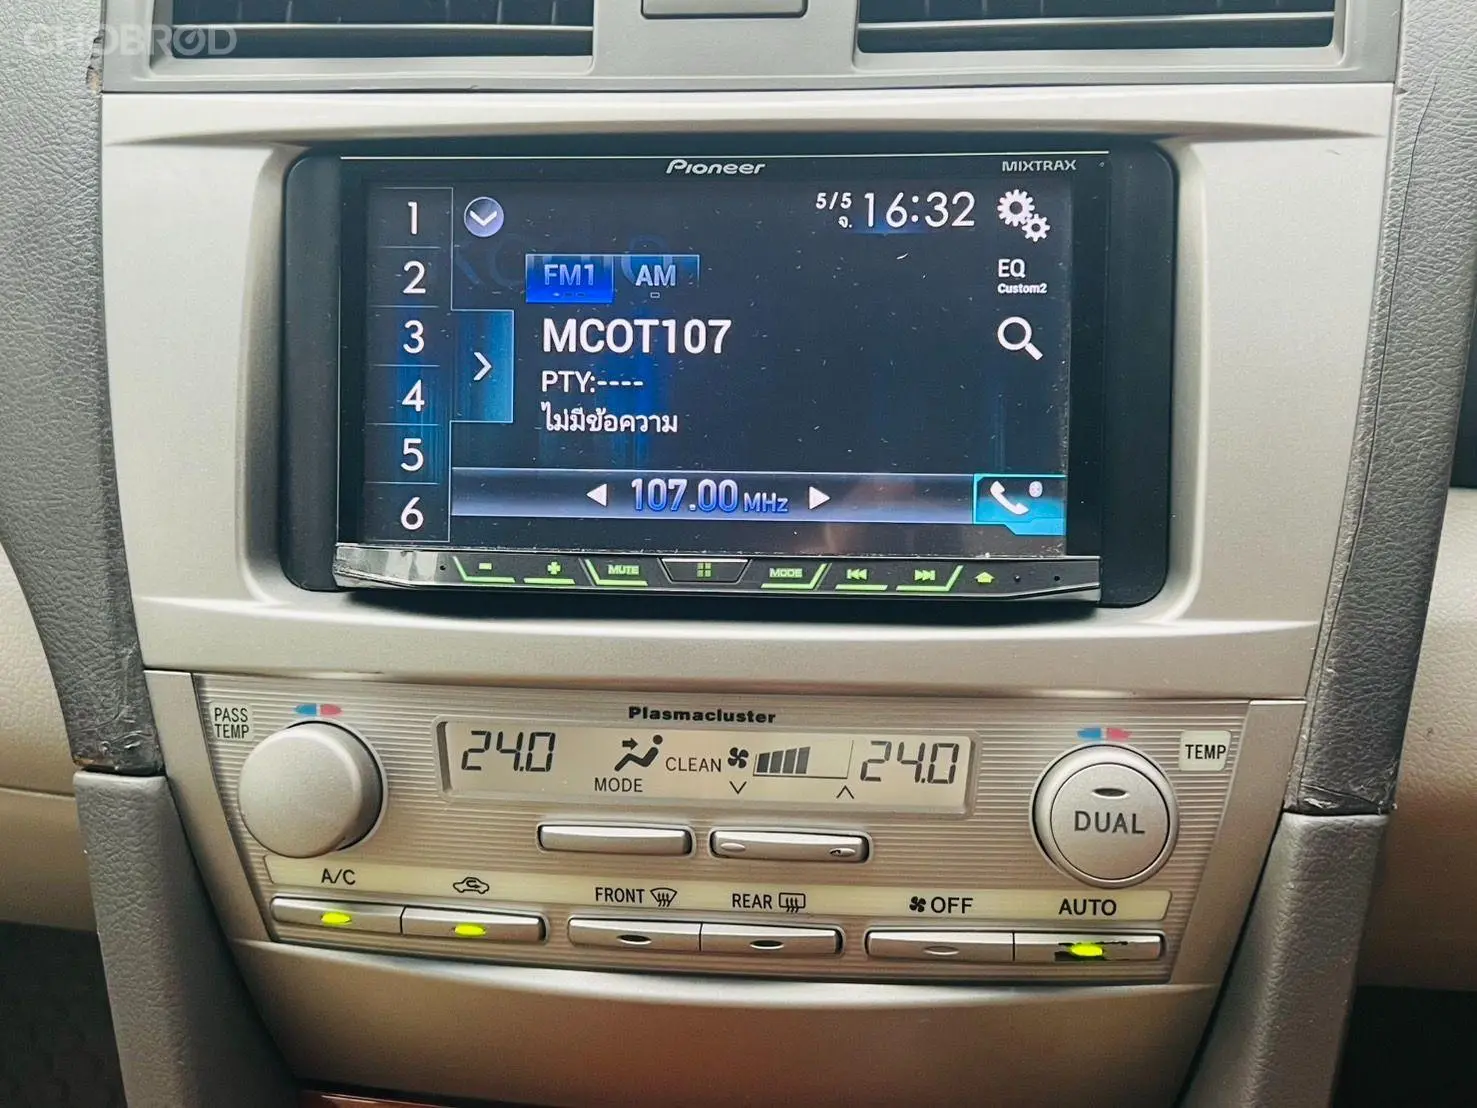 CHOBROD
Pioneer
MIXTRAX
1
2
3
4
5
6
5/5
จ.
16:32
EQ
Custom2
FM1
AM
MCOT107
PTY:----
ไม่มีข้อความ
107.00 MHz
MUTE
MODE
Plasmacluster
PASS
TEMP
24.0
MODE
CLEAN
24.0
TEMP
DUAL
A/C
FRONT
REAR
OFF
AUTO